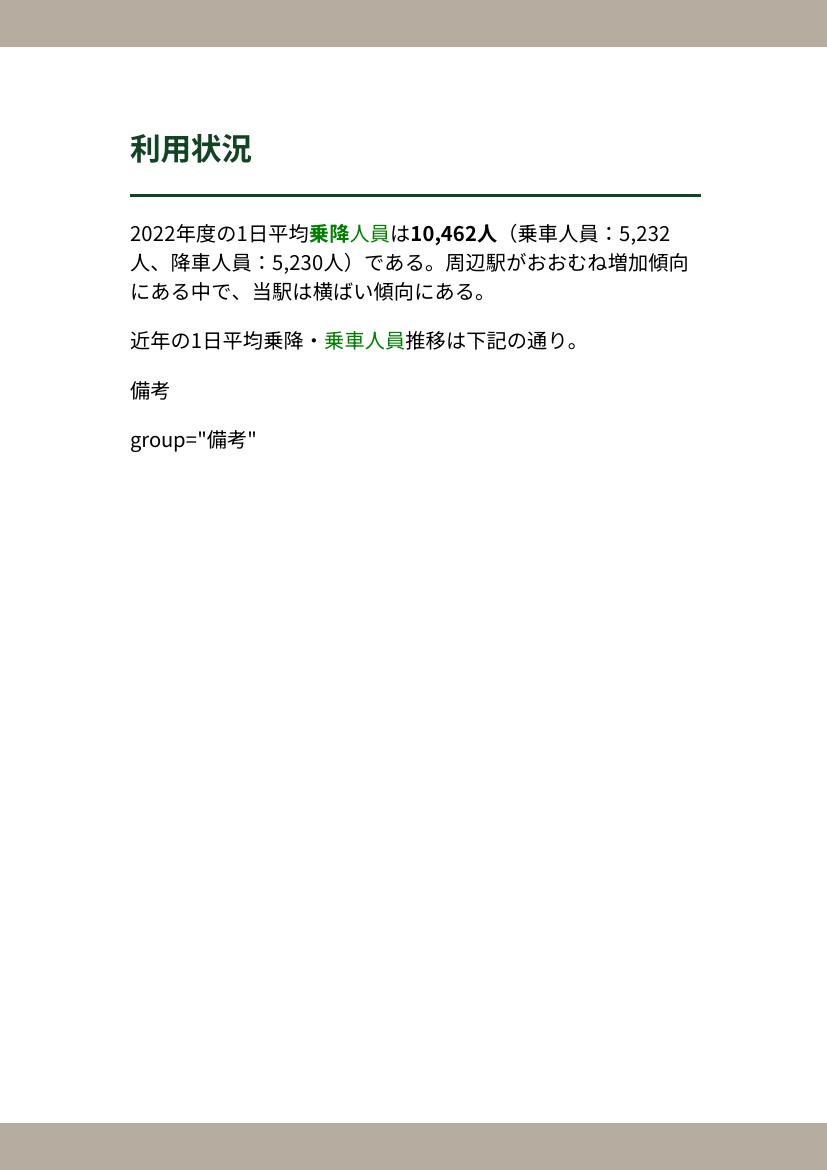 利用状況
2022年度の1日平均乗降人員は10,462人（乗車人員：5,232
人、降車人員：5,230人）である。周辺駅がおおむね増加傾向
にある中で、当駅は横ばい傾向にある。
近年の1日平均乗降・乗車人員推移は下記の通り。
備考
group="備考"